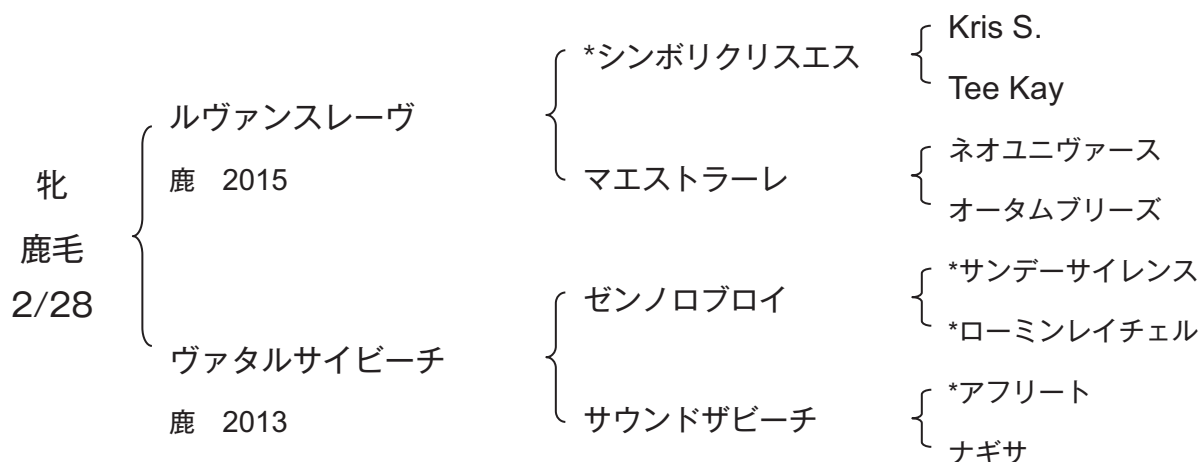 牝
鹿毛
2/28
ルヴァンスレーヴ
鹿 2015
ヴァタルサイビーチ
鹿 2013
*シンボリクリスエス
マエストラーレ
ゼンノロブロイ
サウンドザビーチ
Kris S.
Tee Kay
ネオユニヴァース
オータムブリーズ
*サンデーサイレンス
*ローミンレイチェル
*アフリート
ナギサ